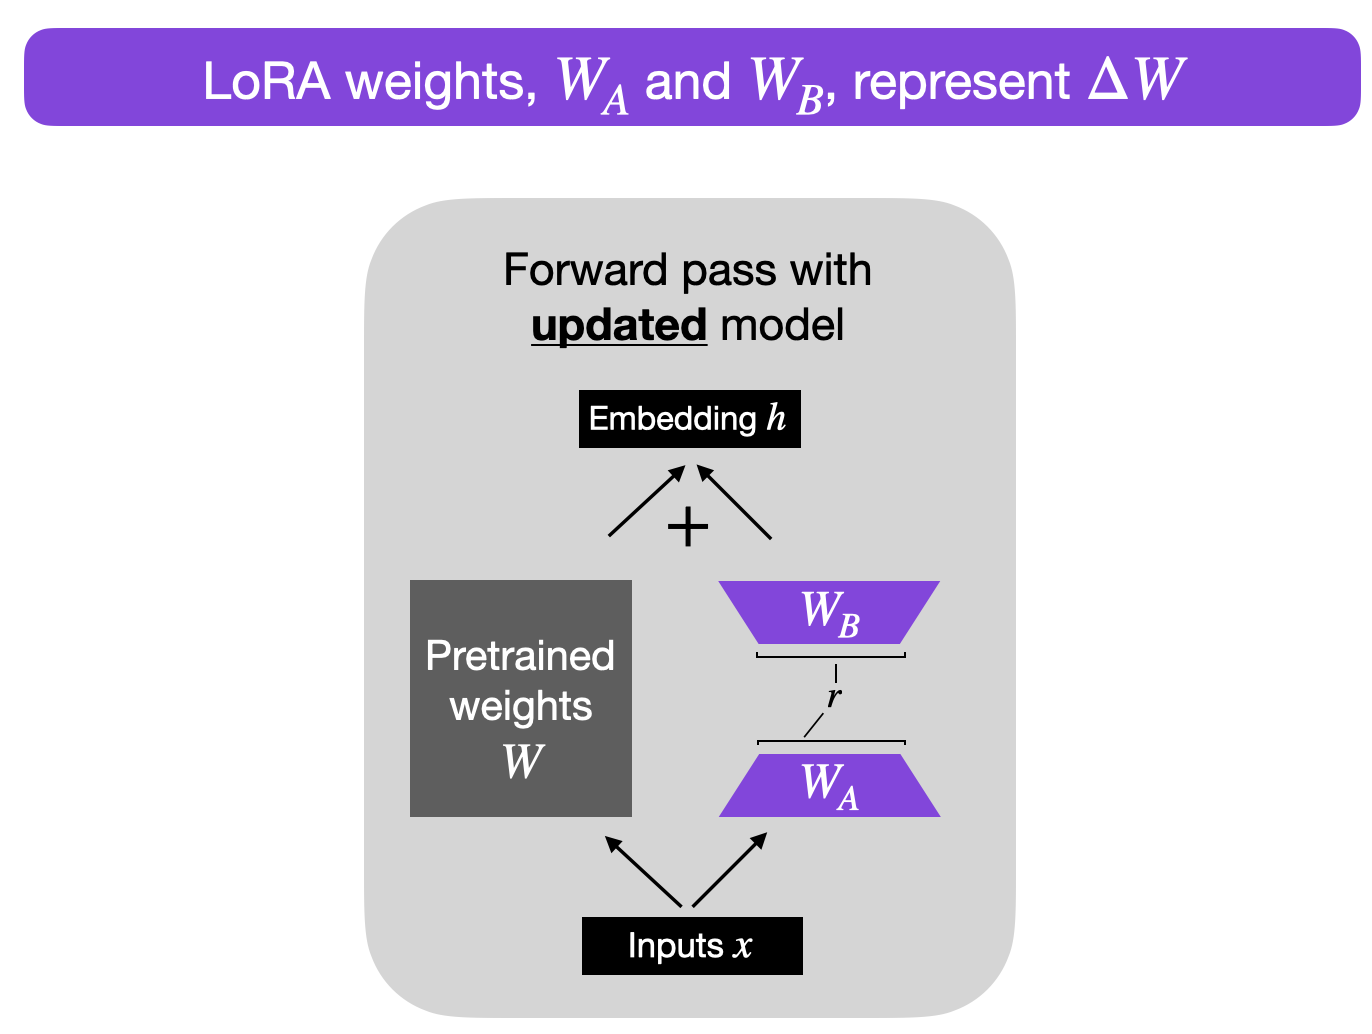 LoRA weights, W_A and W_B, represent ΔW
Forward pass with
updated model
Embedding h
+
Pretrained
weights
W
W_B
r
W_A
Inputs x